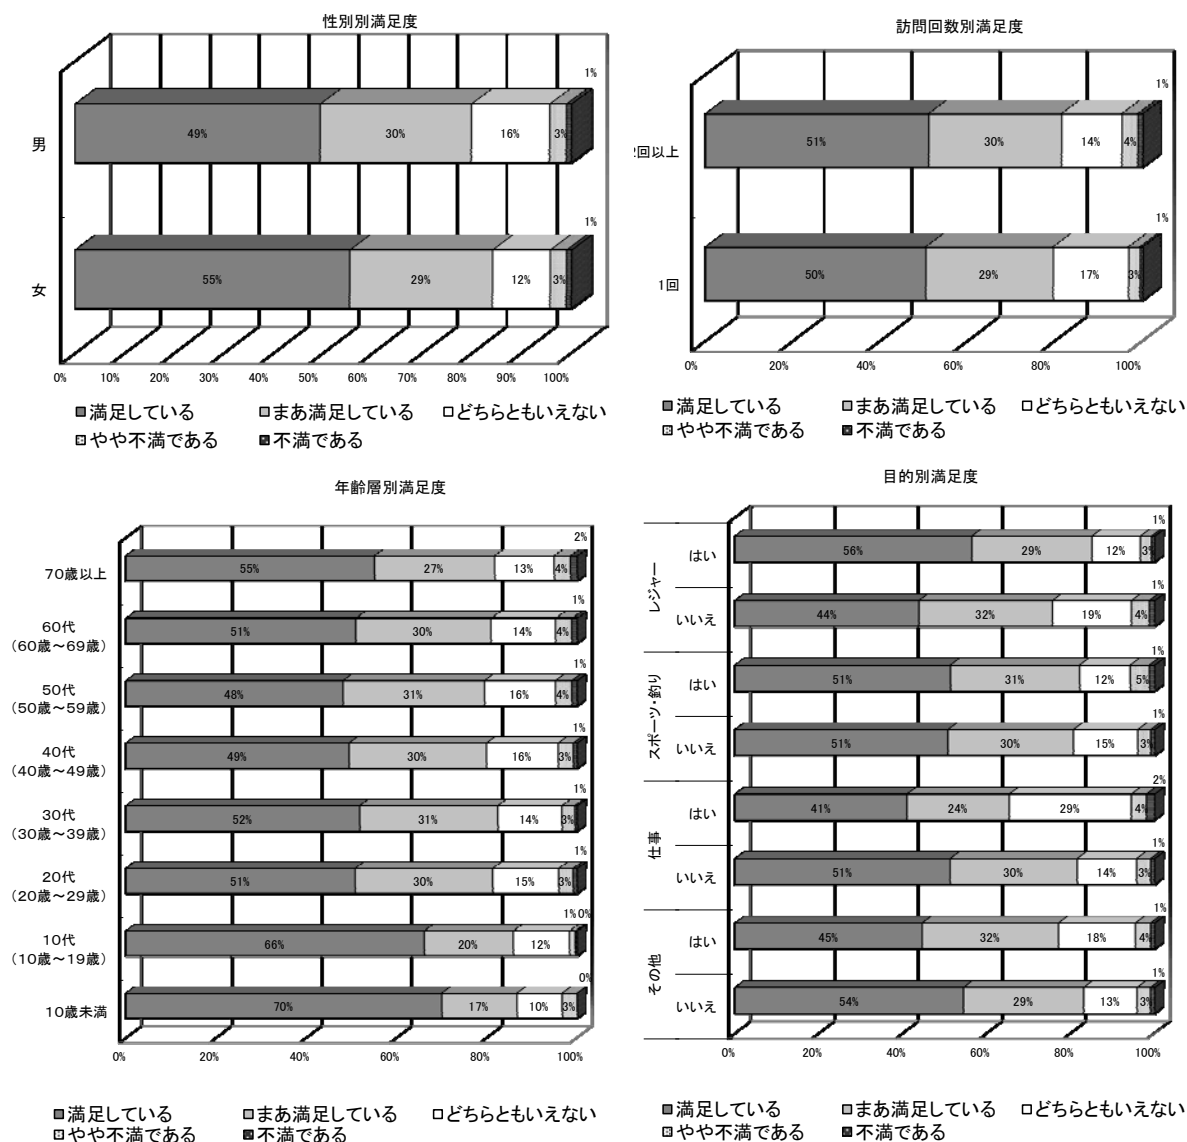 性別別満足度
1%
男
49% 30% 16% 3%
1%
女
55% 29% 12% 3%
0% 10% 20% 30% 40% 50% 60% 70% 80% 90% 100%
満足している まあ満足している どちらともいえない
やや不満である 不満である
訪問回数別満足度
1%
2回以上
51% 30% 14% 4%
1%
1回
50% 29% 17% 3%
0% 20% 40% 60% 80% 100%
満足している まあ満足している どちらともいえない
やや不満である 不満である
年齢層別満足度
2%
70歳以上
55% 27% 13% 4%
1%
60代
(60歳～69歳)
51% 30% 14% 4%
1%
50代
(50歳～59歳)
48% 31% 16% 4%
1%
40代
(40歳～49歳)
49% 30% 16% 3%
1%
30代
(30歳～39歳)
52% 31% 14% 3%
1%
20代
(20歳～29歳)
51% 30% 15% 3%
1% 0%
10代
(10歳～19歳)
66% 20% 12%
0%
10歳未満
70% 17% 10% 3%
0% 20% 40% 60% 80% 100%
満足している まあ満足している どちらともいえない
やや不満である 不満である
目的別満足度
レジャー
1%
はい 56% 29% 12% 3%
1%
いいえ 44% 32% 19% 4%
スポーツ・釣り
1%
はい 51% 31% 12% 5%
1%
いいえ 51% 30% 15% 3%
仕事
2%
はい 41% 24% 29% 4%
1%
いいえ 51% 30% 14% 3%
その他
1%
はい 45% 32% 18% 4%
1%
いいえ 54% 29% 13% 3%
0% 20% 40% 60% 80% 100%
満足している まあ満足している どちらともいえない
やや不満である 不満である